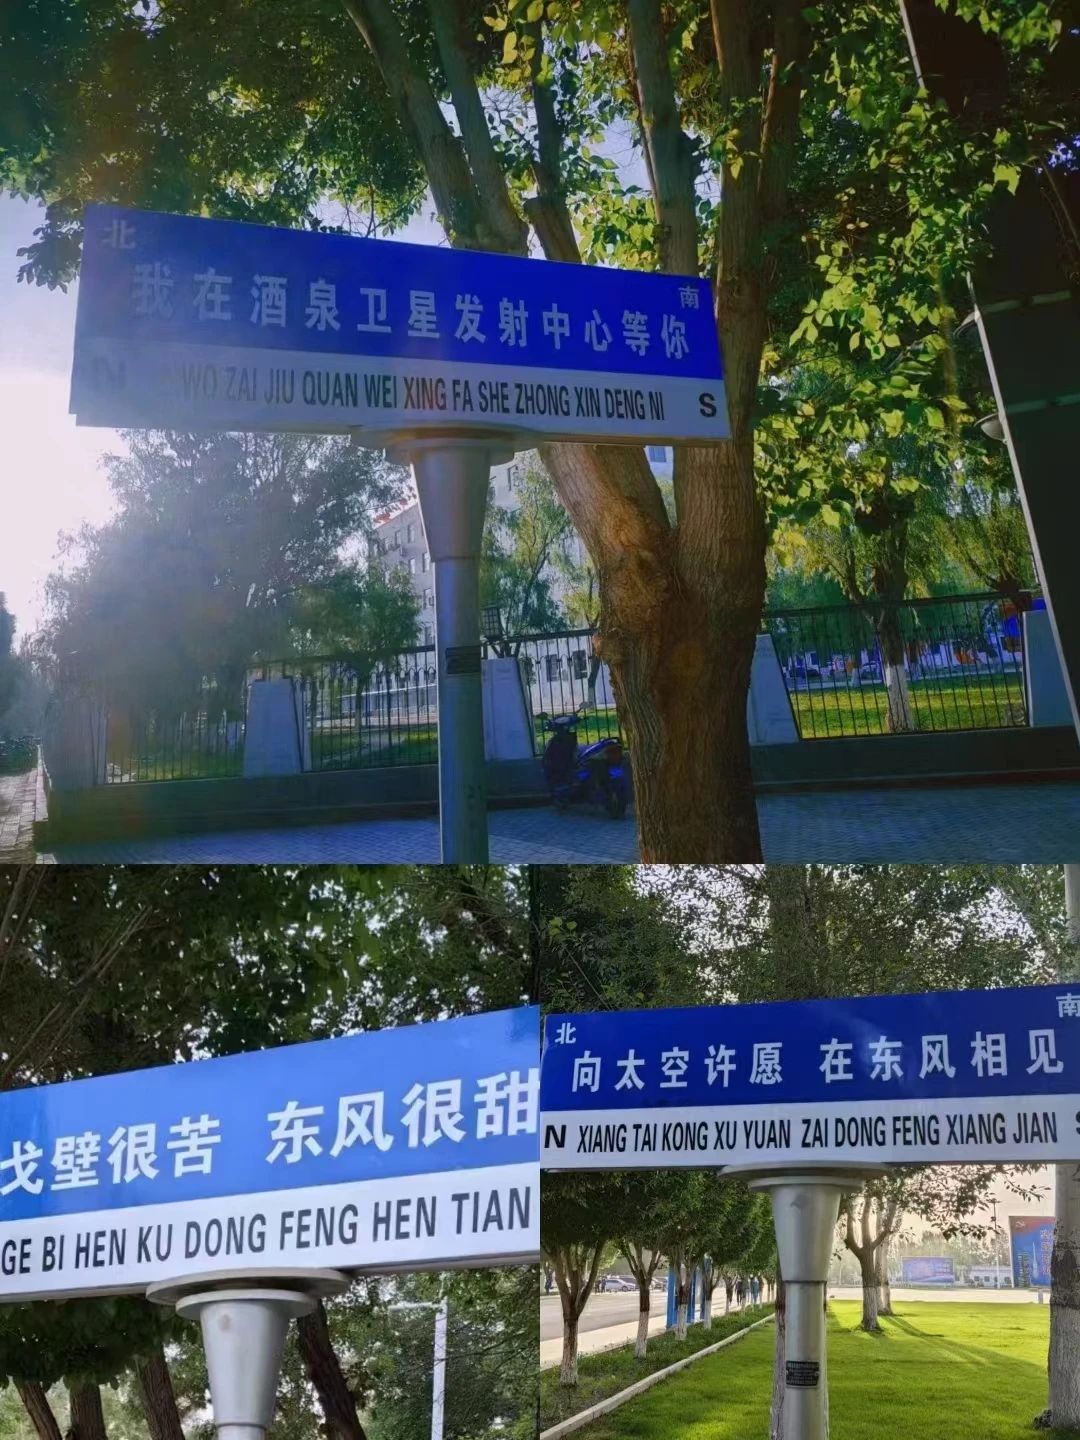 北
南
我在酒泉卫星发射中心等你
N WO ZAI JIU QUAN WEI XING FA SHE ZHONG XIN DENG NI S
戈壁很苦 东风很甜
GE BI HEN KU DONG FENG HEN TIAN
北
南
向太空许愿 在东风相见
N XIANG TAI KONG XU YUAN ZAI DONG FENG XIANG JIAN S